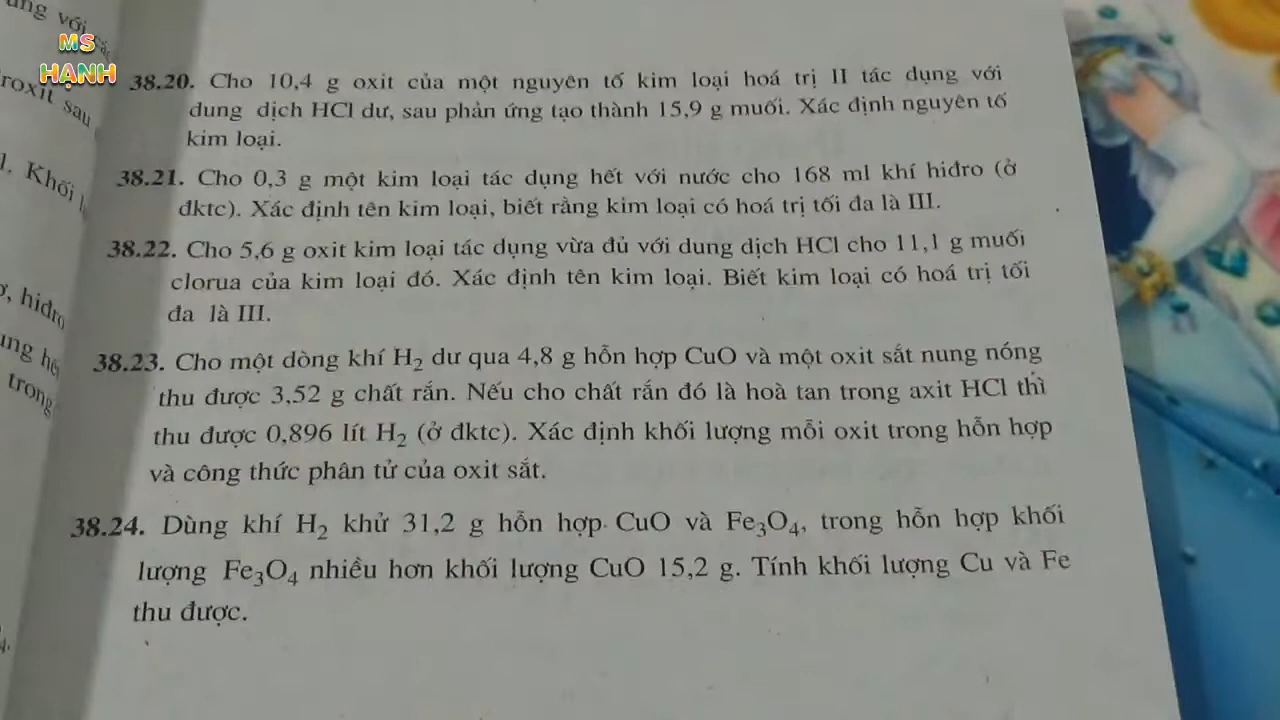 MS
HẠNH
ung với
roxit sau
l. Khối l
ơ, hiđro
trong
38.20. Cho 10,4 g oxit của một nguyên tố kim loại hoá trị II tác dụng với
dung dịch HCl dư, sau phản ứng tạo thành 15,9 g muối. Xác định nguyên tố
kim loại.
38.21. Cho 0,3 g một kim loại tác dụng hết với nước cho 168 ml khí hiđro (ở
đktc). Xác định tên kim loại, biết rằng kim loại có hoá trị tối đa là III.
38.22. Cho 5,6 g oxit kim loại tác dụng vừa đủ với dung dịch HCl cho 11,1 g muối
clorua của kim loại đó. Xác định tên kim loại. Biết kim loại có hoá trị tối
đa là III.
38.23. Cho một dòng khí H₂ dư qua 4,8 g hỗn hợp CuO và một oxit sắt nung nóng
thu được 3,52 g chất rắn. Nếu cho chất rắn đó là hoà tan trong axit HCl thì
thu được 0,896 lít H₂ (ở đktc). Xác định khối lượng mỗi oxit trong hỗn hợp
và công thức phân tử của oxit sắt.
38.24. Dùng khí H₂ khử 31,2 g hỗn hợp CuO và Fe₃O₄, trong hỗn hợp khối
lượng Fe₃O₄ nhiều hơn khối lượng CuO 15,2 g. Tính khối lượng Cu và Fe
thu được.